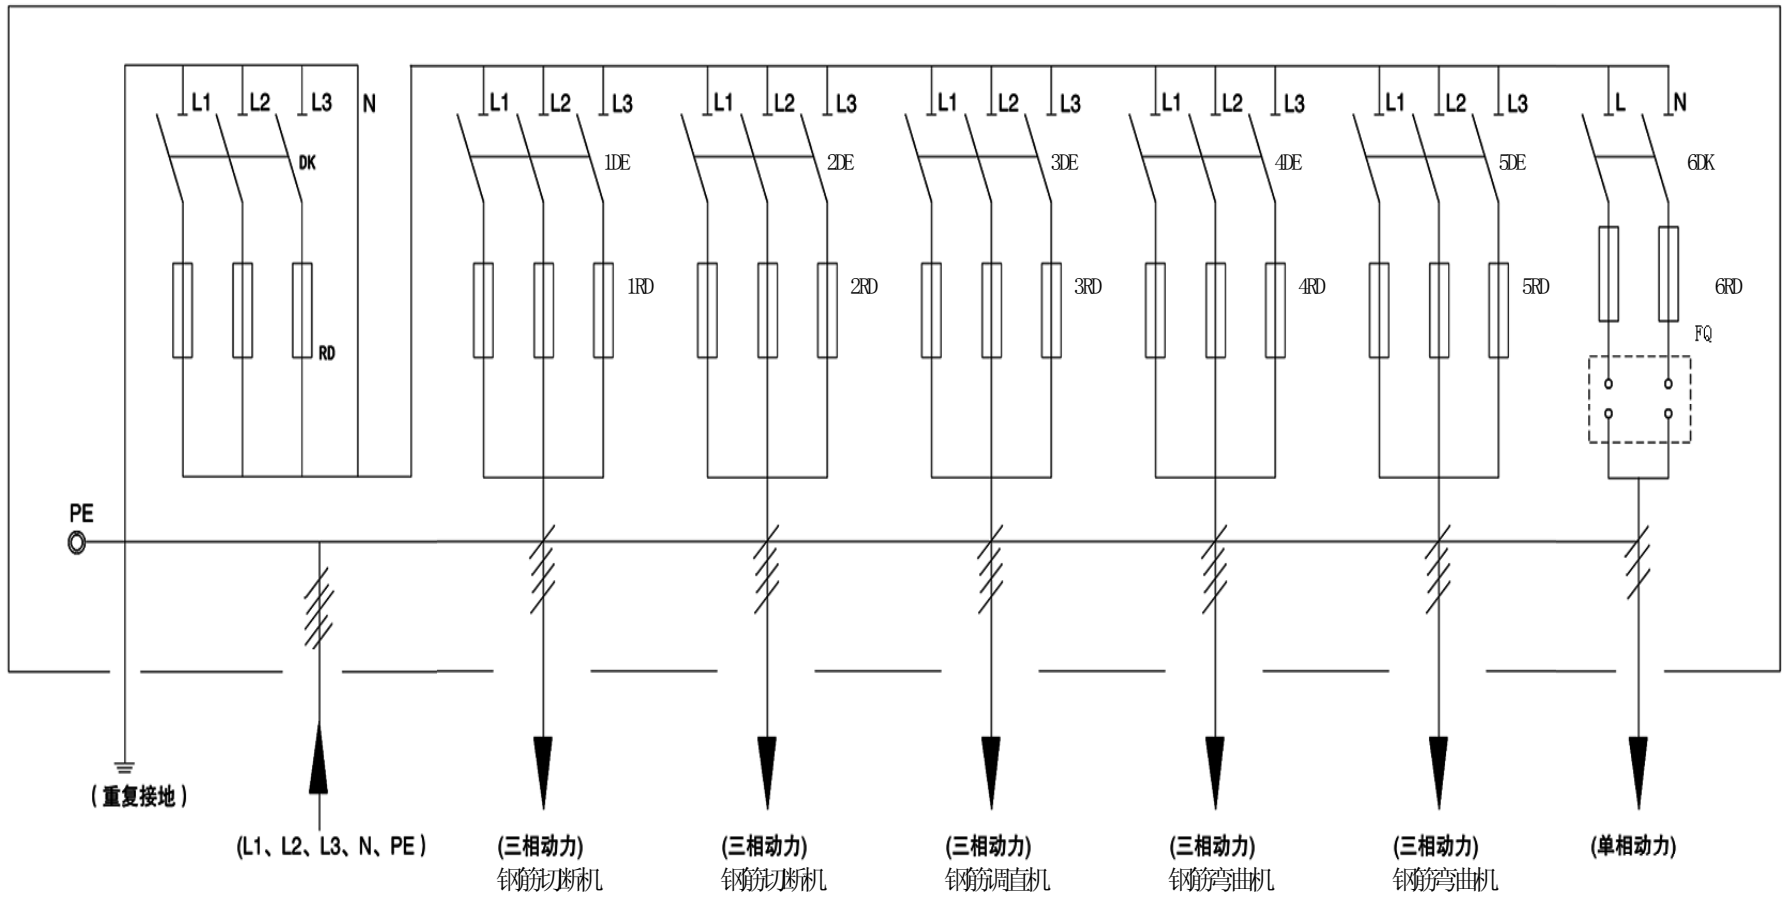 L1 L2 L3 N L1 L2 L3 L1 L2 L3 L1 L2 L3 L1 L2 L3 L1 L2 L3 L N
DK 1DE 2DE 3DE 4DE 5DE 6DK
1RD 2RD 3RD 4RD 5RD 6RD
FQ
RD
PE
(重复接地)
(L1、L2、L3、N、PE) (三相动力) (三相动力) (三相动力) (三相动力) (三相动力) (单相动力)
钢筋切断机 钢筋切断机 钢筋调直机 钢筋弯曲机 钢筋弯曲机